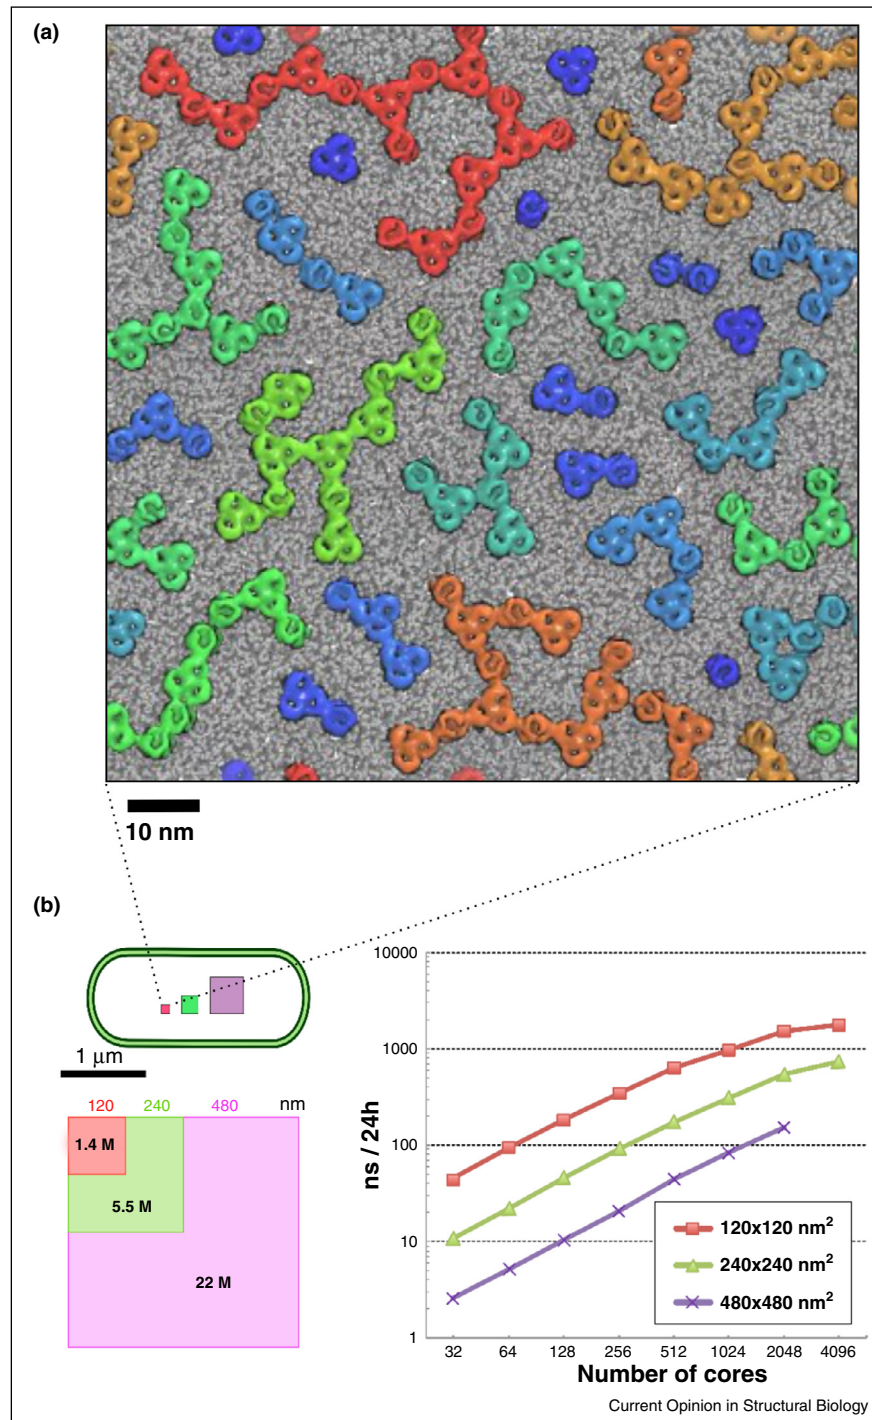 (a)
10 nm
(b)
1 μm
120 240 480 nm
1.4 M
5.5 M
22 M
ns / 24h
10000
1000
100
10
1
32 64 128 256 512 1024 2048 4096
Number of cores
120x120 nm²
240x240 nm²
480x480 nm²
Current Opinion in Structural Biology